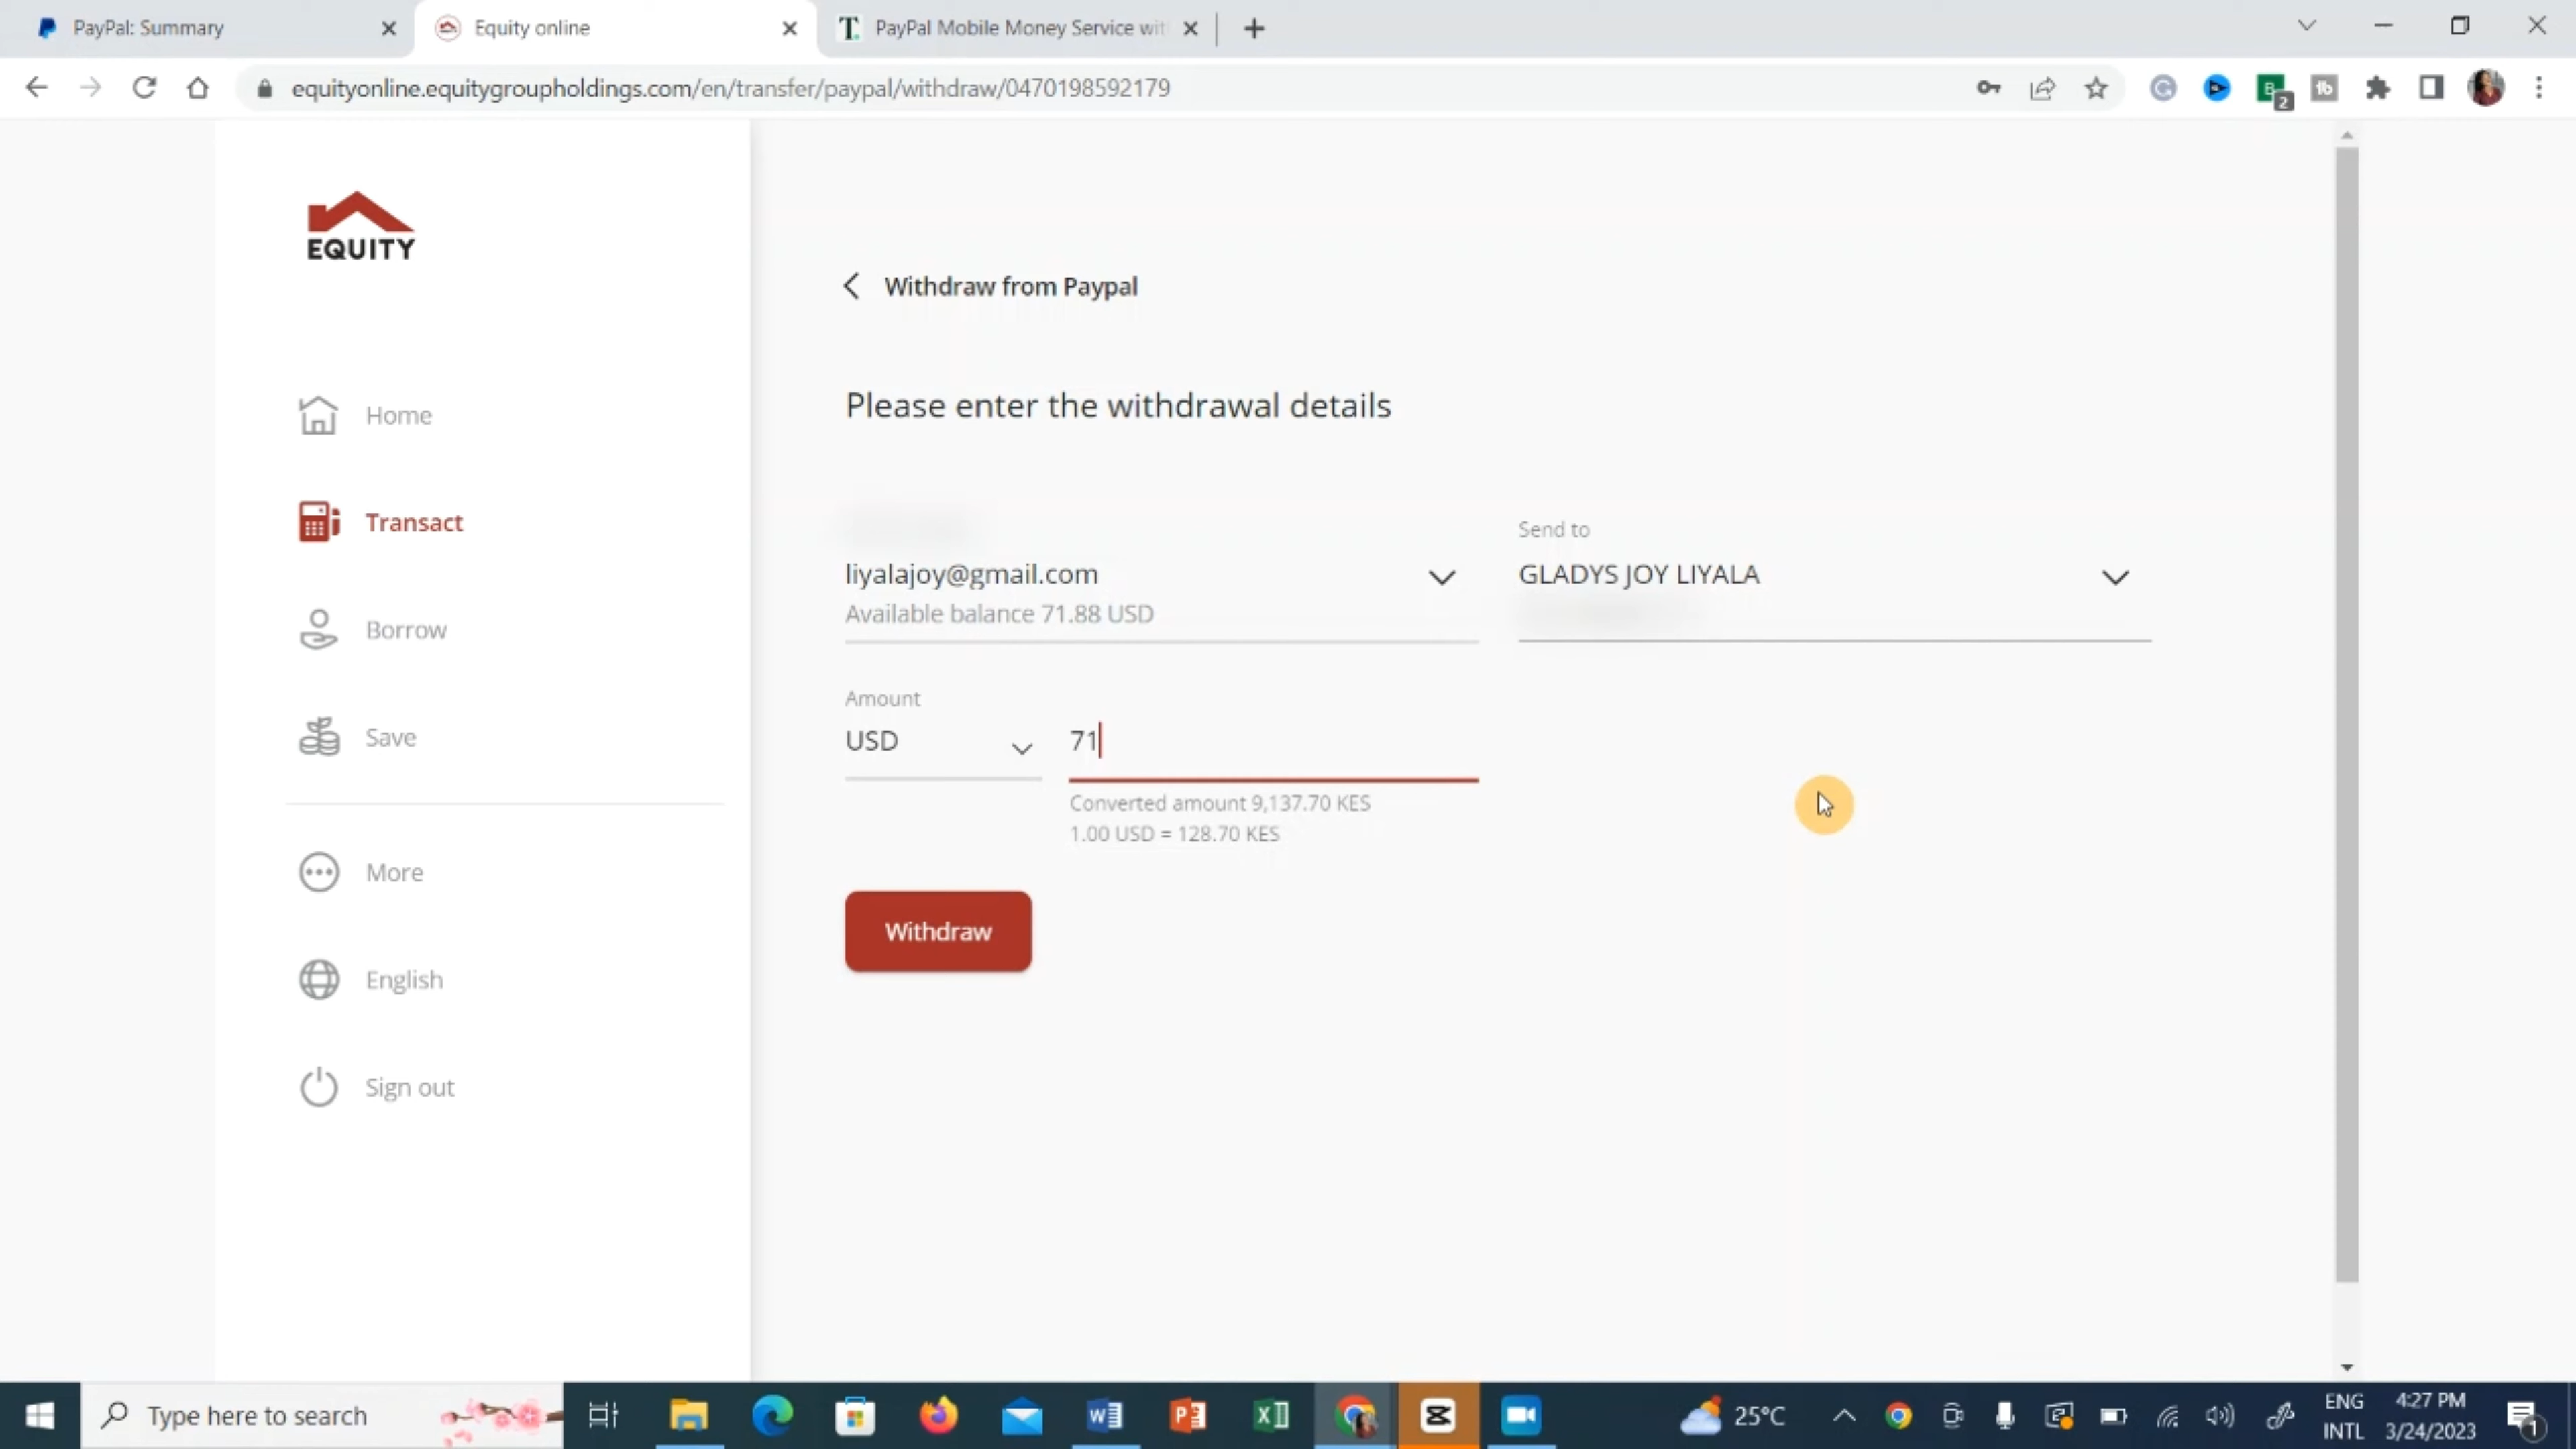 PayPal: Summary
Equity online
PayPal Mobile Money Service wit
equityonline.equitygroupholdings.com/en/transfer/paypal/withdraw/0470198592179
B
2
tb
EQUITY
Home
Transact
Borrow
Save
More
English
Sign out
Withdraw from Paypal
Please enter the withdrawal details
liyalajoy@gmail.com
Available balance 71.88 USD
Send to
GLADYS JOY LIYALA
Amount
USD
71
Converted amount 9,137.70 KES
1.00 USD = 128.70 KES
Withdraw
Type here to search
25°C
ENG
INTL
4:27 PM
3/24/2023
1